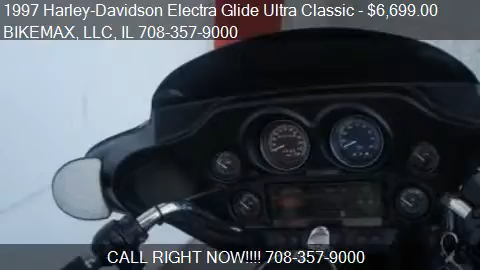 1997 Harley-Davidson Electra Glide Ultra Classic - $6,699.00
BIKEMAX, LLC, IL 708-357-9000
CALL RIGHT NOW!!!! 708-357-9000